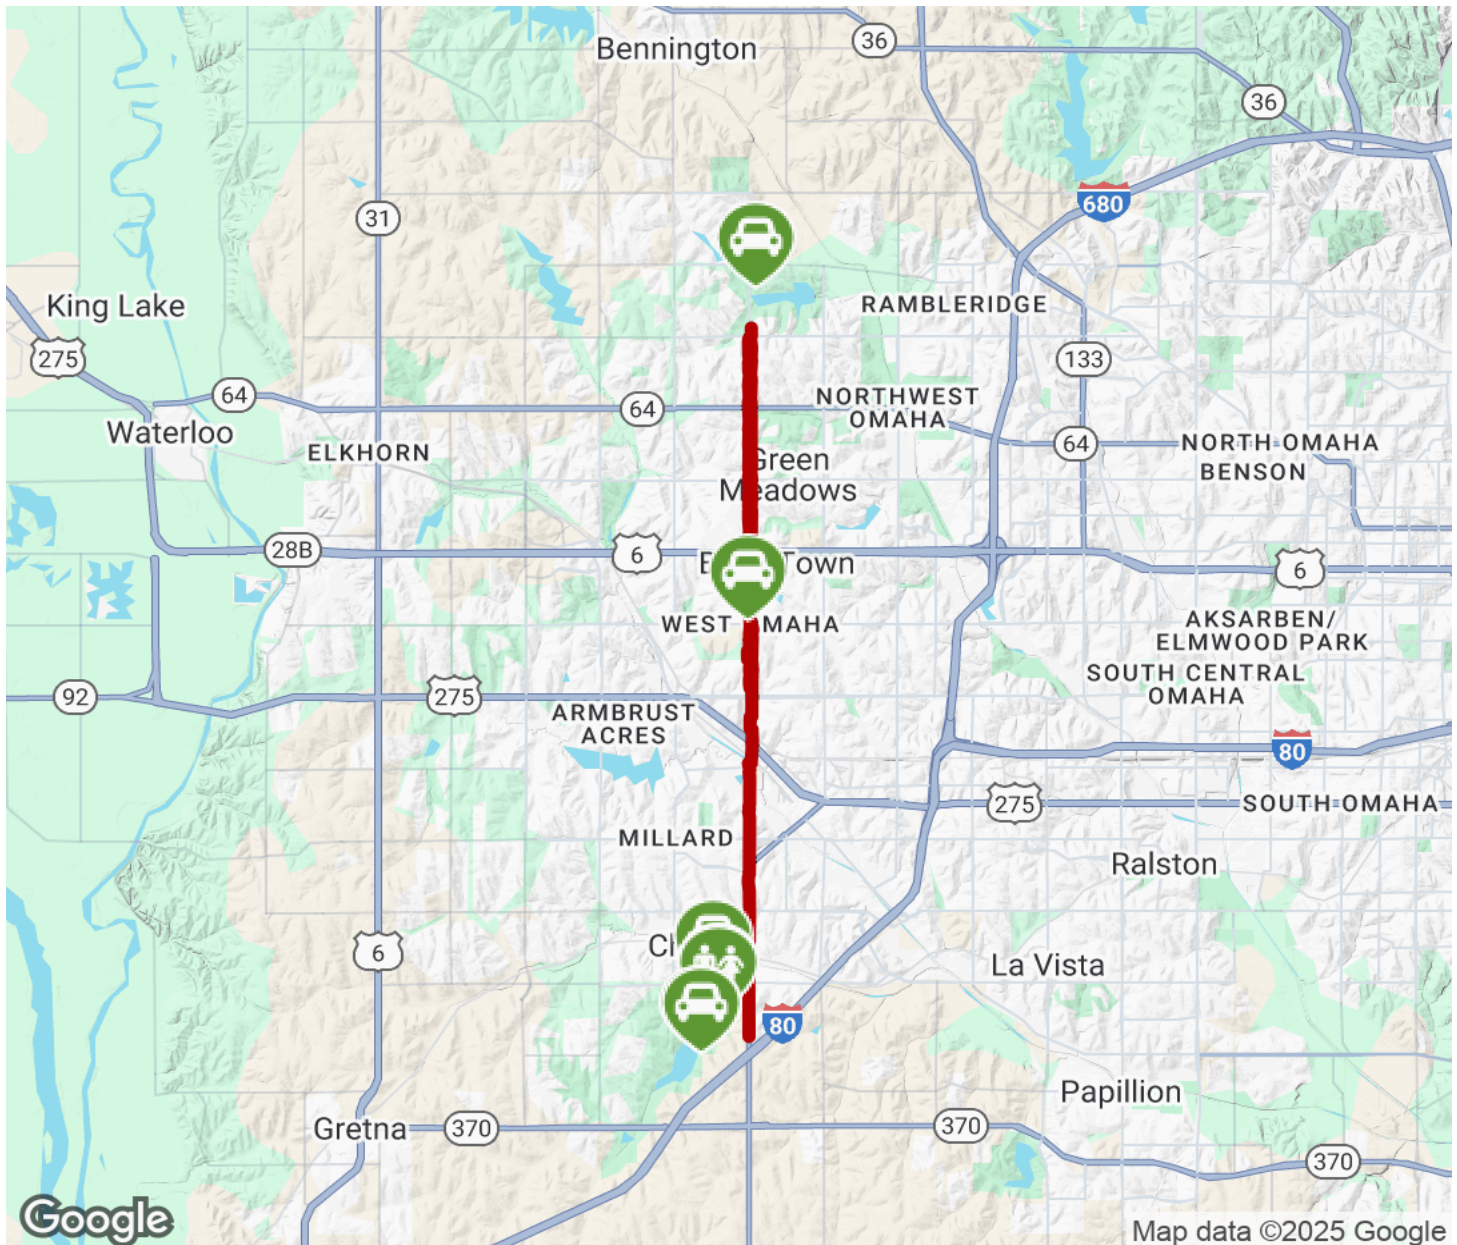 Bennington
36
36
680
31
King Lake
RAMBLERIDGE
275
133
64
64
NORTHWEST
OMAHA
Waterloo
ELKHORN
64
NORTH OMAHA
BENSON
Green
Meadows
28B
6
Town
6
WEST
MAHA
AKSARBEN/
ELMWOOD PARK
SOUTH CENTRAL
OMAHA
92
275
ARMBRUST
ACRES
80
275
SOUTH OMAHA
MILLARD
Ralston
6
La Vista
80
Papillion
Gretna
370
370
370
Google
Map data ©2025 Google